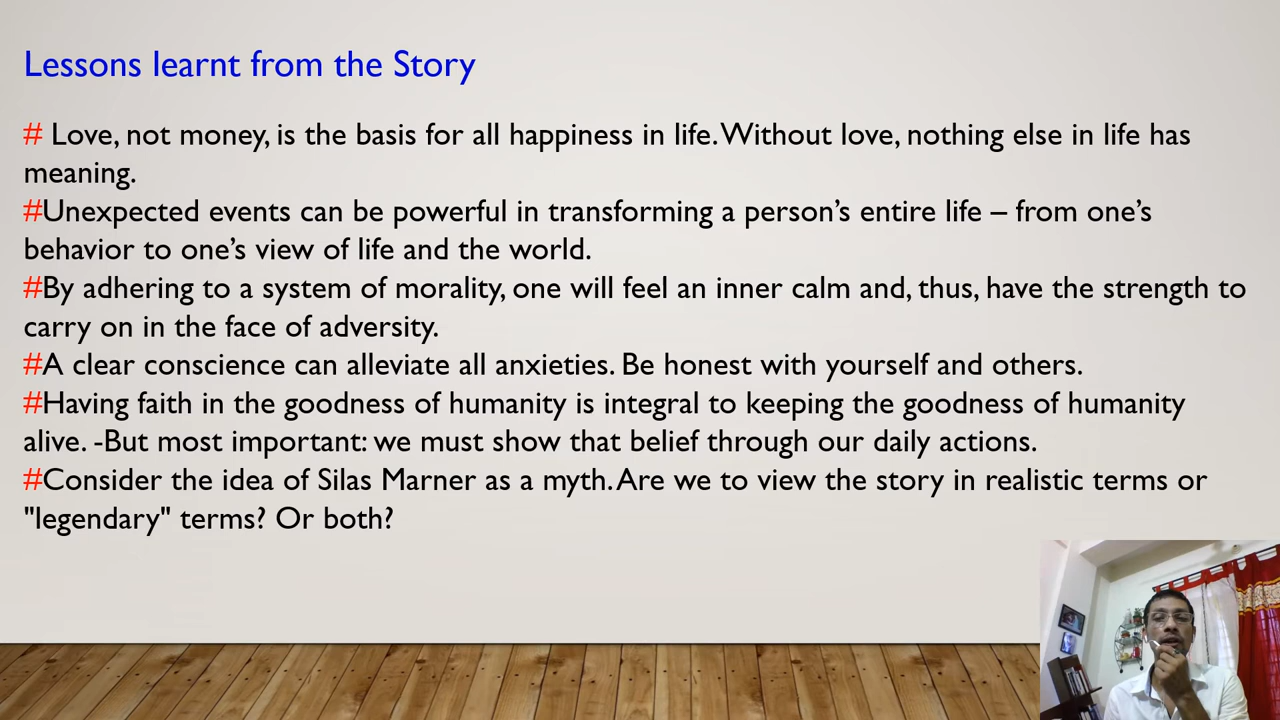 Lessons learnt from the Story
# Love, not money, is the basis for all happiness in life. Without love, nothing else in life has
meaning.
#Unexpected events can be powerful in transforming a person’s entire life – from one’s
behavior to one’s view of life and the world.
#By adhering to a system of morality, one will feel an inner calm and, thus, have the strength to
carry on in the face of adversity.
#A clear conscience can alleviate all anxieties. Be honest with yourself and others.
#Having faith in the goodness of humanity is integral to keeping the goodness of humanity
alive. -But most important: we must show that belief through our daily actions.
#Consider the idea of Silas Marner as a myth. Are we to view the story in realistic terms or
"legendary" terms? Or both?